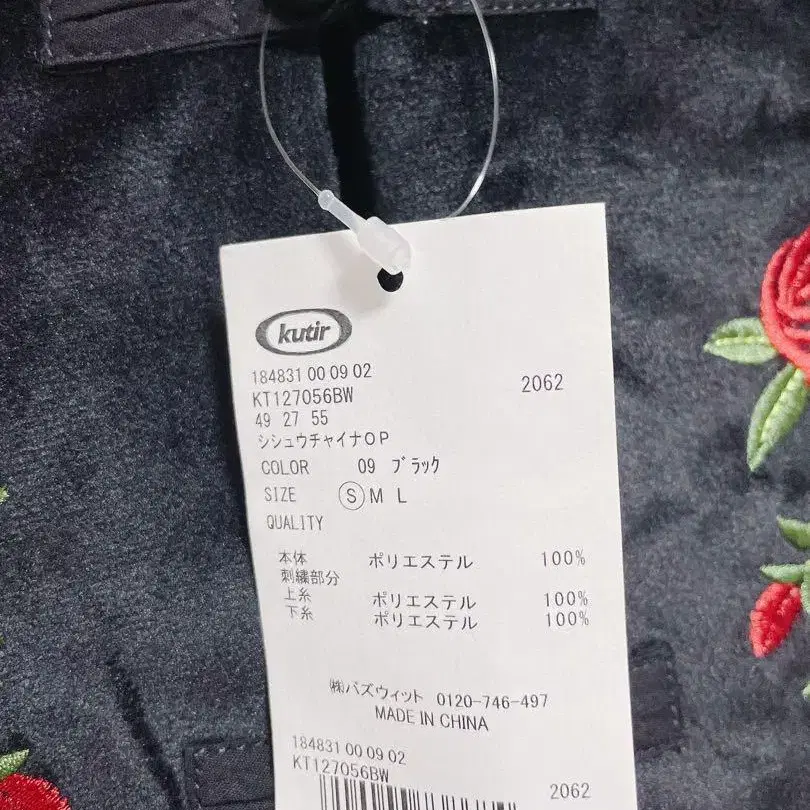 kutir
184831 00 09 02
KT127056BW 2062
49 27 55
シシュウチャイナOP
COLOR 09 ブラック
SIZE S M L
QUALITY
本体 ポリエステル 100%
刺繍部分
上糸 ポリエステル 100%
下糸 ポリエステル 100%
㈱バズウィット 0120-746-497
MADE IN CHINA
184831 00 09 02
KT127056BW 2062